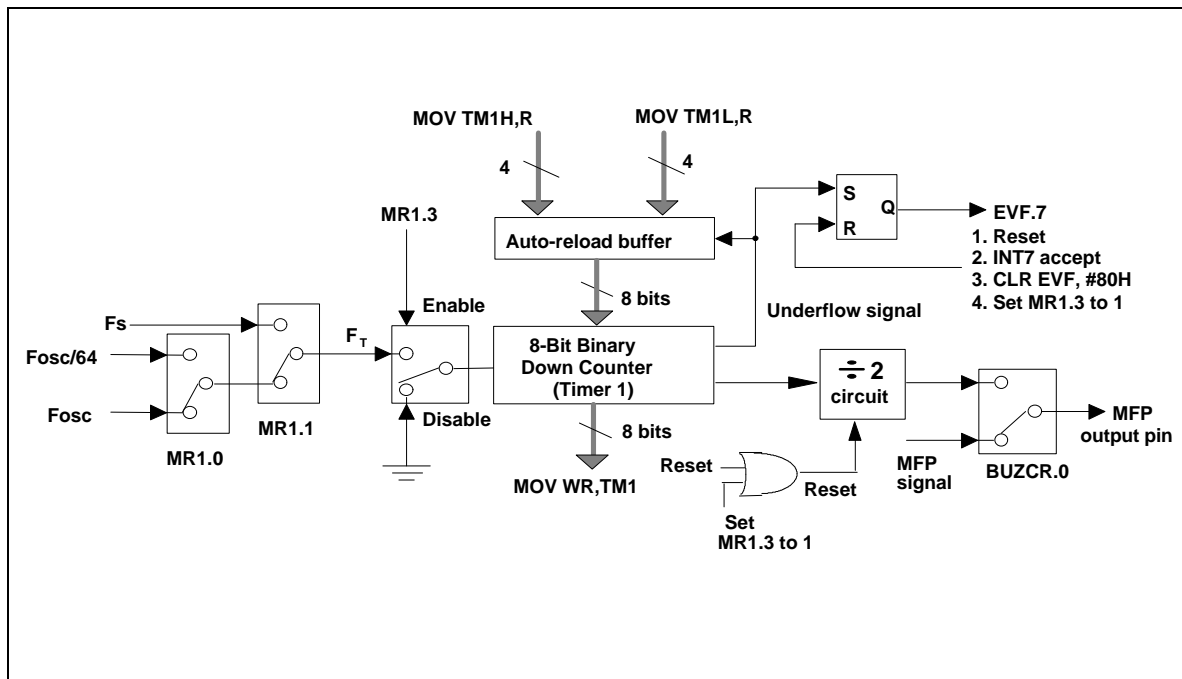 MOV TM1H,R
MOV TM1L,R
4
4
S
Q
R
EVF.7
1. Reset
2. INT7 accept
3. CLR EVF, #80H
4. Set MR1.3 to 1
MR1.3
Auto-reload buffer
8 bits
Enable
Underflow signal
Fs
Fosc/64
Fosc
MR1.0
MR1.1
FT
Disable
8-Bit Binary
Down Counter
(Timer 1)
÷ 2
circuit
8 bits
MOV WR,TM1
Reset
Set
MR1.3 to 1
Reset
MFP
signal
BUZCR.0
MFP
output pin